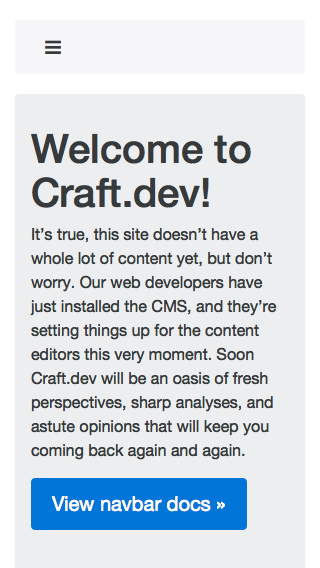 Welcome to
Craft.dev!
It’s true, this site doesn’t have a
whole lot of content yet, but don’t
worry. Our web developers have
just installed the CMS, and they’re
setting things up for the content
editors this very moment. Soon
Craft.dev will be an oasis of fresh
perspectives, sharp analyses, and
astute opinions that will keep you
coming back again and again.
View navbar docs »